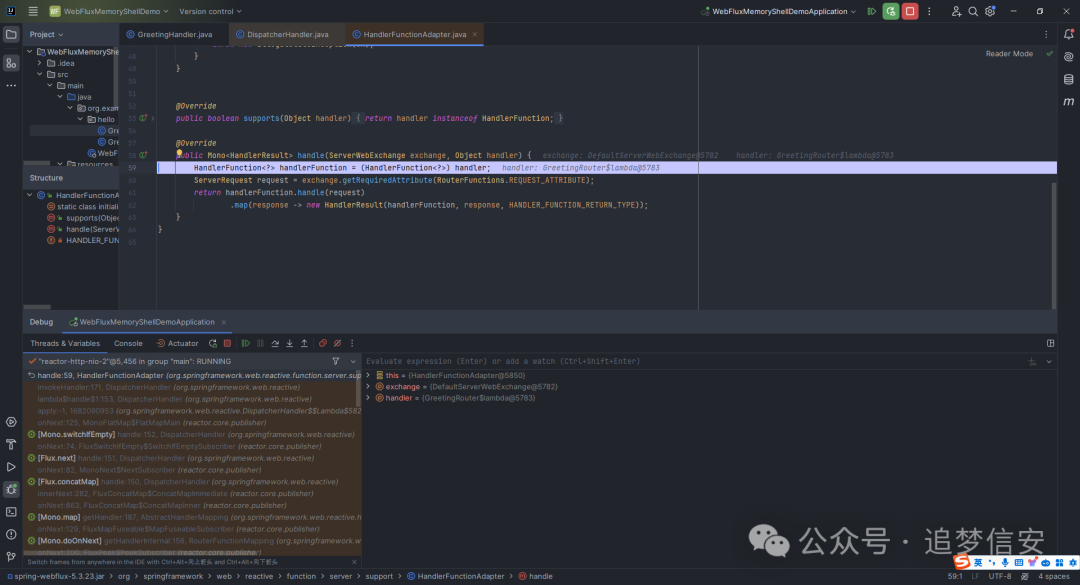 WF WebFluxMemoryShellDemo Version control WebFluxMemoryShellDemoApplication
Project GreetingHandler.java DispatcherHandler.java HandlerFunctionAdapter.java
Reader Mode
WebFluxMemoryShe
.idea
src
main
java
org.exam
hello
Gre
Gre
WebF
resources
Structure
HandlerFunctionA
static class initiali
supports(Objec
handle(ServerW
HANDLER_FUN
48 }
49 }
50
51
52 @Override
53 public boolean supports(Object handler) { return handler instanceof HandlerFunction; }
@Override
58 public Mono<HandlerResult> handle(ServerWebExchange exchange, Object handler) { exchange: DefaultServerWebExchange@5782 handler: GreetingRouter$lambda@5783
59 HandlerFunction<?> handlerFunction = (HandlerFunction<?>) handler; handler: GreetingRouter$lambda@5783
60 ServerRequest request = exchange.getRequiredAttribute(RouterFunctions.REQUEST_ATTRIBUTE);
61 return handlerFunction.handle(request)
62 .map(response -> new HandlerResult(handlerFunction, response, HANDLER_FUNCTION_RETURN_TYPE));
63 }
64 }
65
Debug WebFluxMemoryShellDemoApplication
Threads & Variables Console Actuator
"reactor-http-nio-2"@5,456 in group "main": RUNNING
handle:59, HandlerFunctionAdapter (org.springframework.web.reactive.function.server.sup
invokeHandler:171, DispatcherHandler (org.springframework.web.reactive)
lambda$handle$1:153, DispatcherHandler (org.springframework.web.reactive)
apply:-1, 1682090953 (org.springframework.web.reactive.DispatcherHandler$$Lambda$582
onNext:125, MonoFlatMap$FlatMapMain (reactor.core.publisher)
[Mono.switchIfEmpty] handle:152, DispatcherHandler (org.springframework.web.reactive)
onNext:74, FluxSwitchIfEmpty$SwitchIfEmptySubscriber (reactor.core.publisher)
[Flux.next] handle:151, DispatcherHandler (org.springframework.web.reactive)
onNext:82, MonoNext$NextSubscriber (reactor.core.publisher)
[Flux.concatMap] handle:150, DispatcherHandler (org.springframework.web.reactive)
innerNext:282, FluxConcatMap$ConcatMapImmediate (reactor.core.publisher)
onNext:863, FluxConcatMap$ConcatMapInner (reactor.core.publisher)
[Mono.map] getHandler:187, AbstractHandlerMapping (org.springframework.web.reactive.h
onNext:129, FluxMapFuseable$MapFuseableSubscriber (reactor.core.publisher)
[Mono.doOnNext] getHandlerInternal:156, RouterFunctionMapping (org.springframework.w
onNext:200, FluxPeek$PeekSubscriber (reactor.core.publisher)
Switch frames from anywhere in the IDE with Ctrl+Alt+向上箭头 and Ctrl+Alt+向下箭头
Evaluate expression (Enter) or add a watch (Ctrl+Shift+Enter)
this = {HandlerFunctionAdapter@5850}
exchange = {DefaultServerWebExchange@5782}
handler = {GreetingRouter$lambda@5783}
公众号 · 追梦信安
S 英
spring-webflux-5.3.23.jar org springframework web reactive function server support HandlerFunctionAdapter handle 59:1 LF UTF-8 4 spaces